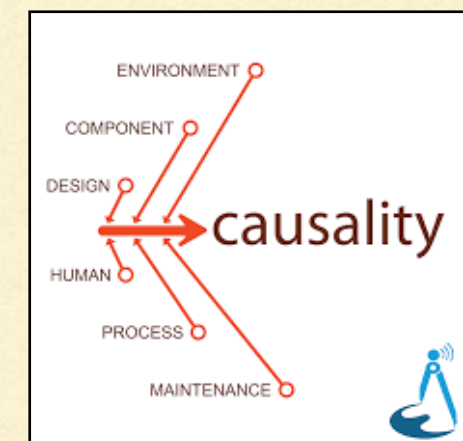 ENVIRONMENT
COMPONENT
DESIGN
causality
HUMAN
PROCESS
MAINTENANCE